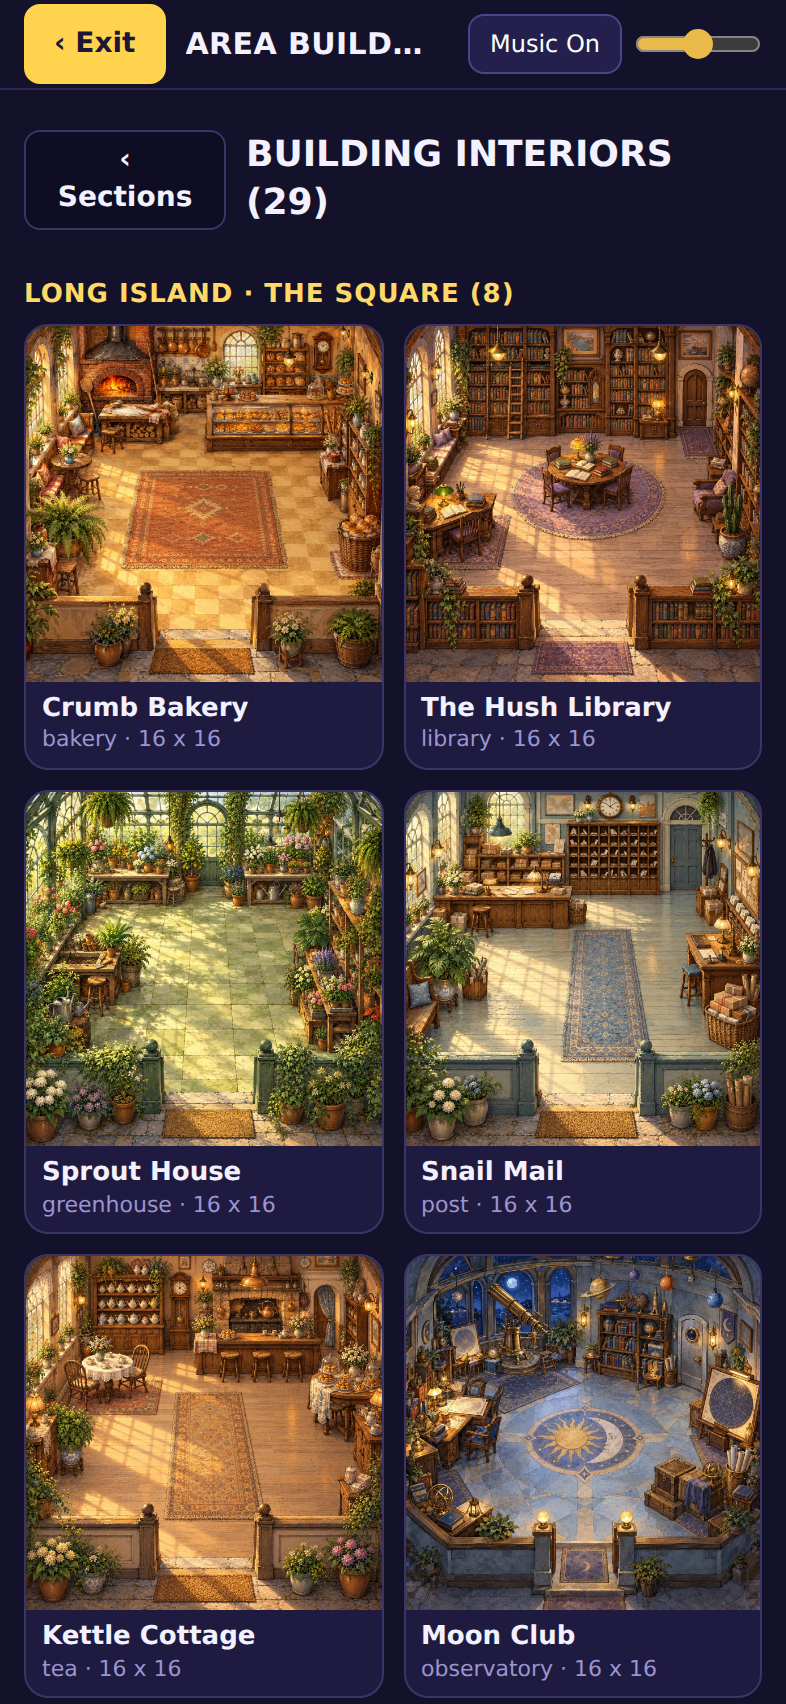 ‹ Exit
AREA BUILD...
Music On
‹
Sections
BUILDING INTERIORS
(29)
LONG ISLAND · THE SQUARE (8)
Crumb Bakery
bakery · 16 x 16
The Hush Library
library · 16 x 16
Sprout House
greenhouse · 16 x 16
Snail Mail
post · 16 x 16
Kettle Cottage
tea · 16 x 16
Moon Club
observatory · 16 x 16